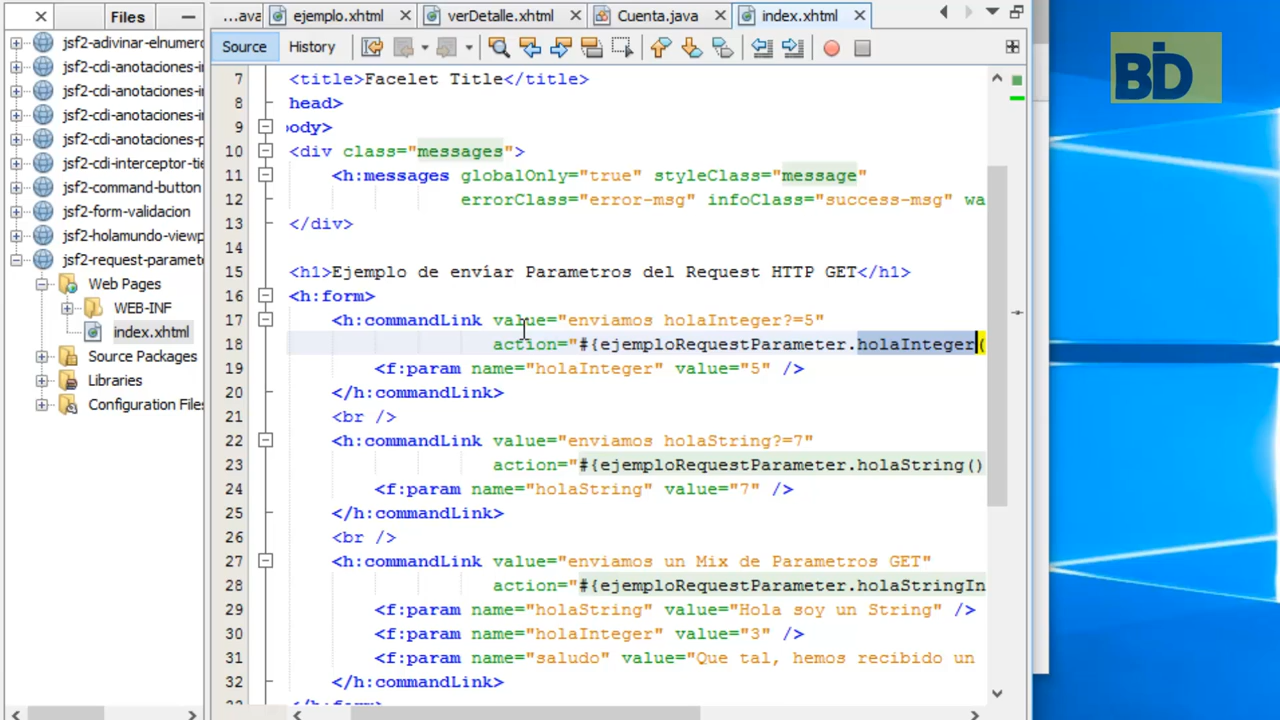 Files
...ava
ejemplo.xhtml
verDetalle.xhtml
Cuenta.java
index.xhtml
BID
Source
History
jsf2-adivinar-elnumero
jsf2-cdi-anotaciones-i
jsf2-cdi-anotaciones-i
jsf2-cdi-anotaciones-i
jsf2-cdi-anotaciones-p
jsf2-cdi-interceptor-tie
jsf2-command-button
jsf2-form-validacion
jsf2-holamundo-viewp
jsf2-request-paramete
Web Pages
WEB-INF
index.xhtml
Source Packages
Libraries
Configuration Files
7 <title>Facelet Title</title>
8 head>
9 body>
10 <div class="messages">
11 <h:messages globalOnly="true" styleClass="message"
12 errorClass="error-msg" infoClass="success-msg" wa
13 </div>
14
15 <h1>Ejemplo de envíar Parametros del Request HTTP GET</h1>
16 <h:form>
17 <h:commandLink value="enviamos holaInteger?=5"
18 action="#{ejemploRequestParameter.holaInteger(
19 <f:param name="holaInteger" value="5" />
20 </h:commandLink>
21 <br />
22 <h:commandLink value="enviamos holaString?=7"
23 action="#{ejemploRequestParameter.holaString()
24 <f:param name="holaString" value="7" />
25 </h:commandLink>
26 <br />
27 <h:commandLink value="enviamos un Mix de Parametros GET"
28 action="#{ejemploRequestParameter.holaStringIn
29 <f:param name="holaString" value="Hola soy un String" />
30 <f:param name="holaInteger" value="3" />
31 <f:param name="saludo" value="Que tal, hemos recibido un
32 </h:commandLink>